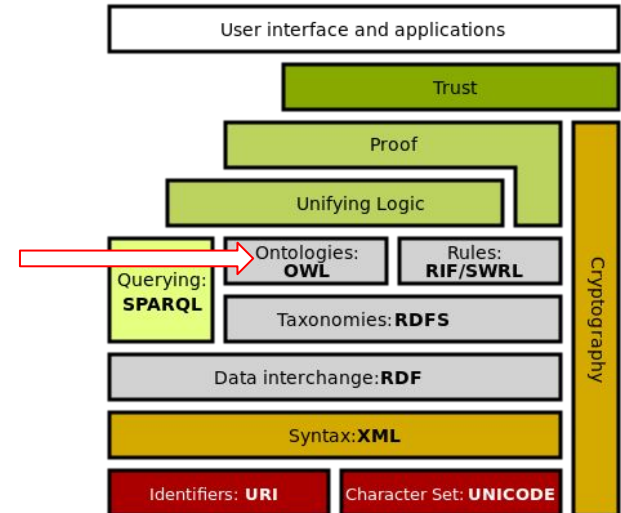 User interface and applications
Trust
Proof
Unifying Logic
Ontologies:
OWL
Rules:
RIF/SWRL
Querying:
SPARQL
Taxonomies:RDFS
Cryptography
Data interchange:RDF
Syntax:XML
Identifiers: URI
Character Set: UNICODE